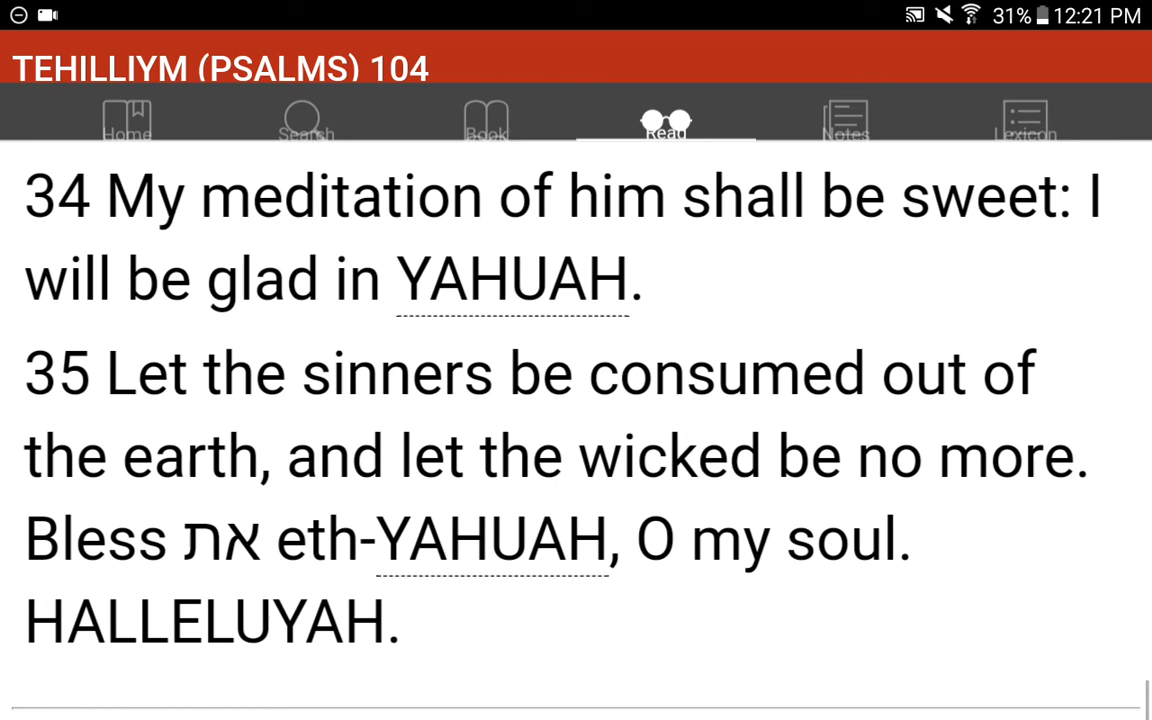 31% 12:21 PM
TEHILLIYM (PSALMS) 104
Home Search Book Read Notes Lexicon
34 My meditation of him shall be sweet: I
will be glad in YAHUAH.
35 Let the sinners be consumed out of
the earth, and let the wicked be no more.
Bless את eth-YAHUAH, O my soul.
HALLELUYAH.